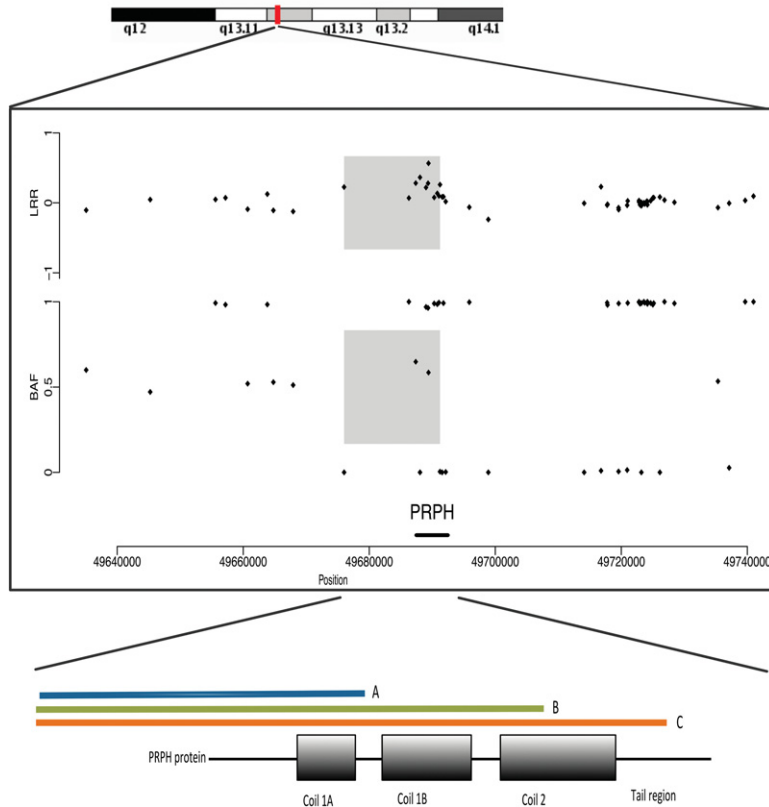 q12 q13.11 q13.13 q13.2 q14.1
1
LRR
0
−1
1
BAF
0.5
0
PRPH
49640000 49660000 49680000 49700000 49720000 49740000
Position
A
B
C
PRPH protein
Coil 1A Coil 1B Coil 2 Tail region